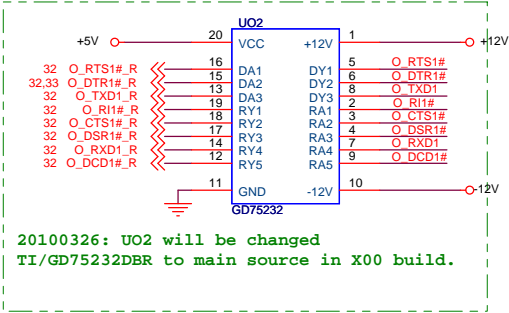 UO2
+5V 20 VCC +12V 1 +12V
32 O_RTS1#_R 16 DA1 DY1 5 O_RTS1#
32,33 O_DTR1#_R 15 DA2 DY2 6 O_DTR1#
32 O_TXD1_R 13 DA3 DY3 8 O_TXD1
32 O_RI1#_R 19 RY1 RA1 2 O_RI1#
32 O_CTS1#_R 18 RY2 RA2 3 O_CTS1#
32 O_DSR1#_R 17 RY3 RA3 4 O_DSR1#
32 O_RXD1_R 14 RY4 RA4 7 O_RXD1
32 O_DCD1#_R 12 RY5 RA5 9 O_DCD1#
11 GND -12V 10 -12V
GD75232
20100326: UO2 will be changed
TI/GD75232DBR to main source in X00 build.